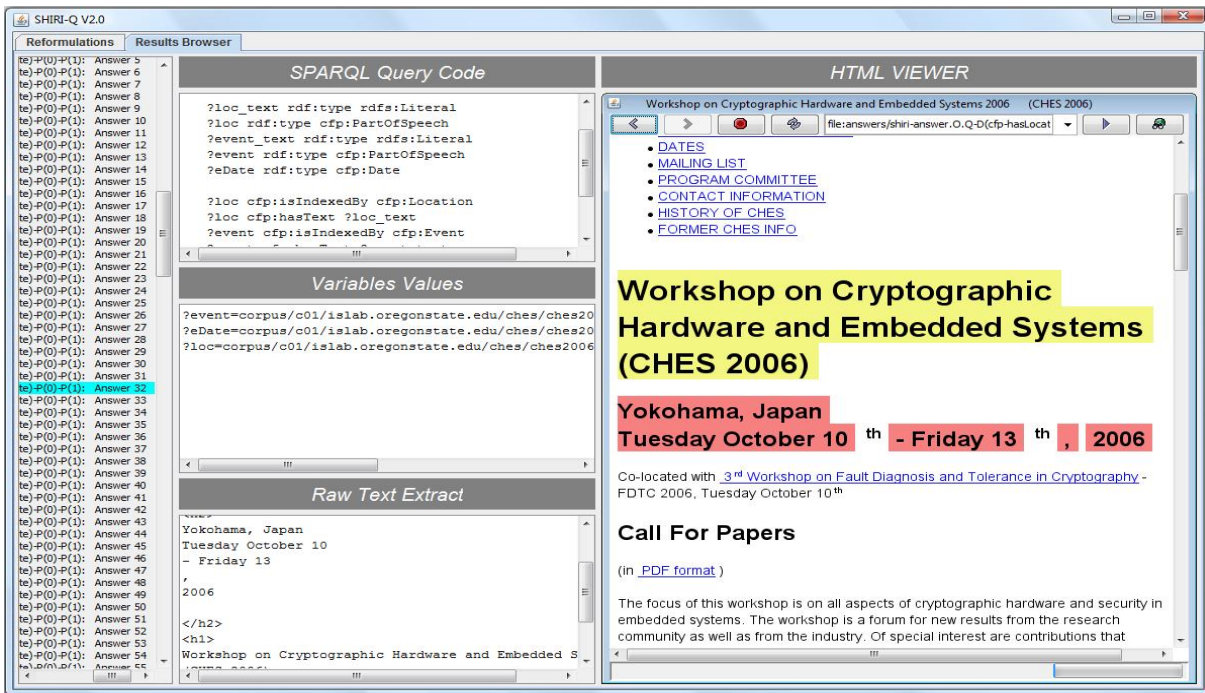 SHIRI-Q V2.0
Reformulations
Results Browser
te)-P(0)-P(1): Answer 5
te)-P(0)-P(1): Answer 6
te)-P(0)-P(1): Answer 7
te)-P(0)-P(1): Answer 8
te)-P(0)-P(1): Answer 9
te)-P(0)-P(1): Answer 10
te)-P(0)-P(1): Answer 11
te)-P(0)-P(1): Answer 12
te)-P(0)-P(1): Answer 13
te)-P(0)-P(1): Answer 14
te)-P(0)-P(1): Answer 15
te)-P(0)-P(1): Answer 16
te)-P(0)-P(1): Answer 17
te)-P(0)-P(1): Answer 18
te)-P(0)-P(1): Answer 19
te)-P(0)-P(1): Answer 20
te)-P(0)-P(1): Answer 21
te)-P(0)-P(1): Answer 22
te)-P(0)-P(1): Answer 23
te)-P(0)-P(1): Answer 24
te)-P(0)-P(1): Answer 25
te)-P(0)-P(1): Answer 26
te)-P(0)-P(1): Answer 27
te)-P(0)-P(1): Answer 28
te)-P(0)-P(1): Answer 29
te)-P(0)-P(1): Answer 30
te)-P(0)-P(1): Answer 31
te)-P(0)-P(1): Answer 32
te)-P(0)-P(1): Answer 33
te)-P(0)-P(1): Answer 34
te)-P(0)-P(1): Answer 35
te)-P(0)-P(1): Answer 36
te)-P(0)-P(1): Answer 37
te)-P(0)-P(1): Answer 38
te)-P(0)-P(1): Answer 39
te)-P(0)-P(1): Answer 40
te)-P(0)-P(1): Answer 41
te)-P(0)-P(1): Answer 42
te)-P(0)-P(1): Answer 43
te)-P(0)-P(1): Answer 44
te)-P(0)-P(1): Answer 45
te)-P(0)-P(1): Answer 46
te)-P(0)-P(1): Answer 47
te)-P(0)-P(1): Answer 48
te)-P(0)-P(1): Answer 49
te)-P(0)-P(1): Answer 50
te)-P(0)-P(1): Answer 51
te)-P(0)-P(1): Answer 52
te)-P(0)-P(1): Answer 53
te)-P(0)-P(1): Answer 54
te)-P(0)-P(1): Answer 55
SPARQL Query Code
?loc_text rdf:type rdfs:Literal
?loc rdf:type cfp:PartOfSpeech
?event_text rdf:type rdfs:Literal
?event rdf:type cfp:PartOfSpeech
?eDate rdf:type cfp:Date
?loc cfp:isIndexedBy cfp:Location
?loc cfp:hasText ?loc_text
?event cfp:isIndexedBy cfp:Event
Variables Values
?event=corpus/c01/islab.oregonstate.edu/ches/ches20
?eDate=corpus/c01/islab.oregonstate.edu/ches/ches20
?loc=corpus/c01/islab.oregonstate.edu/ches/ches2006
Raw Text Extract
Yokohama, Japan
Tuesday October 10
- Friday 13
,
2006
</h2>
<h1>
Workshop on Cryptographic Hardware and Embedded S
HTML VIEWER
Workshop on Cryptographic Hardware and Embedded Systems 2006 (CHES 2006)
file:answers/shiri-answer.O.Q-D(cfp-hasLocat
DATES
MAILING LIST
PROGRAM COMMITTEE
CONTACT INFORMATION
HISTORY OF CHES
FORMER CHES INFO
Workshop on Cryptographic
Hardware and Embedded Systems
(CHES 2006)
Yokohama, Japan
Tuesday October 10 th - Friday 13 th , 2006
Co-located with 3rd Workshop on Fault Diagnosis and Tolerance in Cryptography -
FDTC 2006, Tuesday October 10th
Call For Papers
(in PDF format )
The focus of this workshop is on all aspects of cryptographic hardware and security in
embedded systems. The workshop is a forum for new results from the research
community as well as from the industry. Of special interest are contributions that